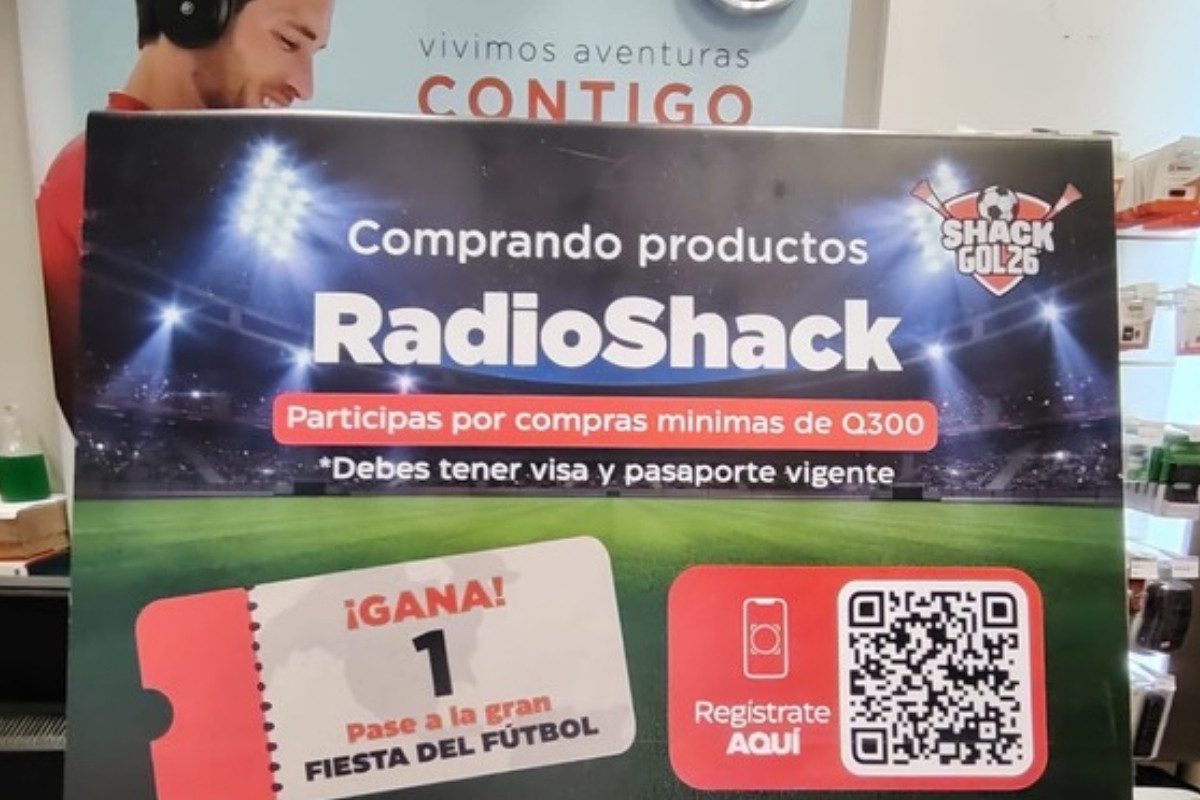 vivimos aventuras
CONTIGO
SHACK
GOL26
Comprando productos
RadioShack
Participas por compras minimas de Q300
*Debes tener visa y pasaporte vigente
¡GANA!
1
Pase a la gran
FIESTA DEL FÚTBOL
Regístrate
AQUÍ